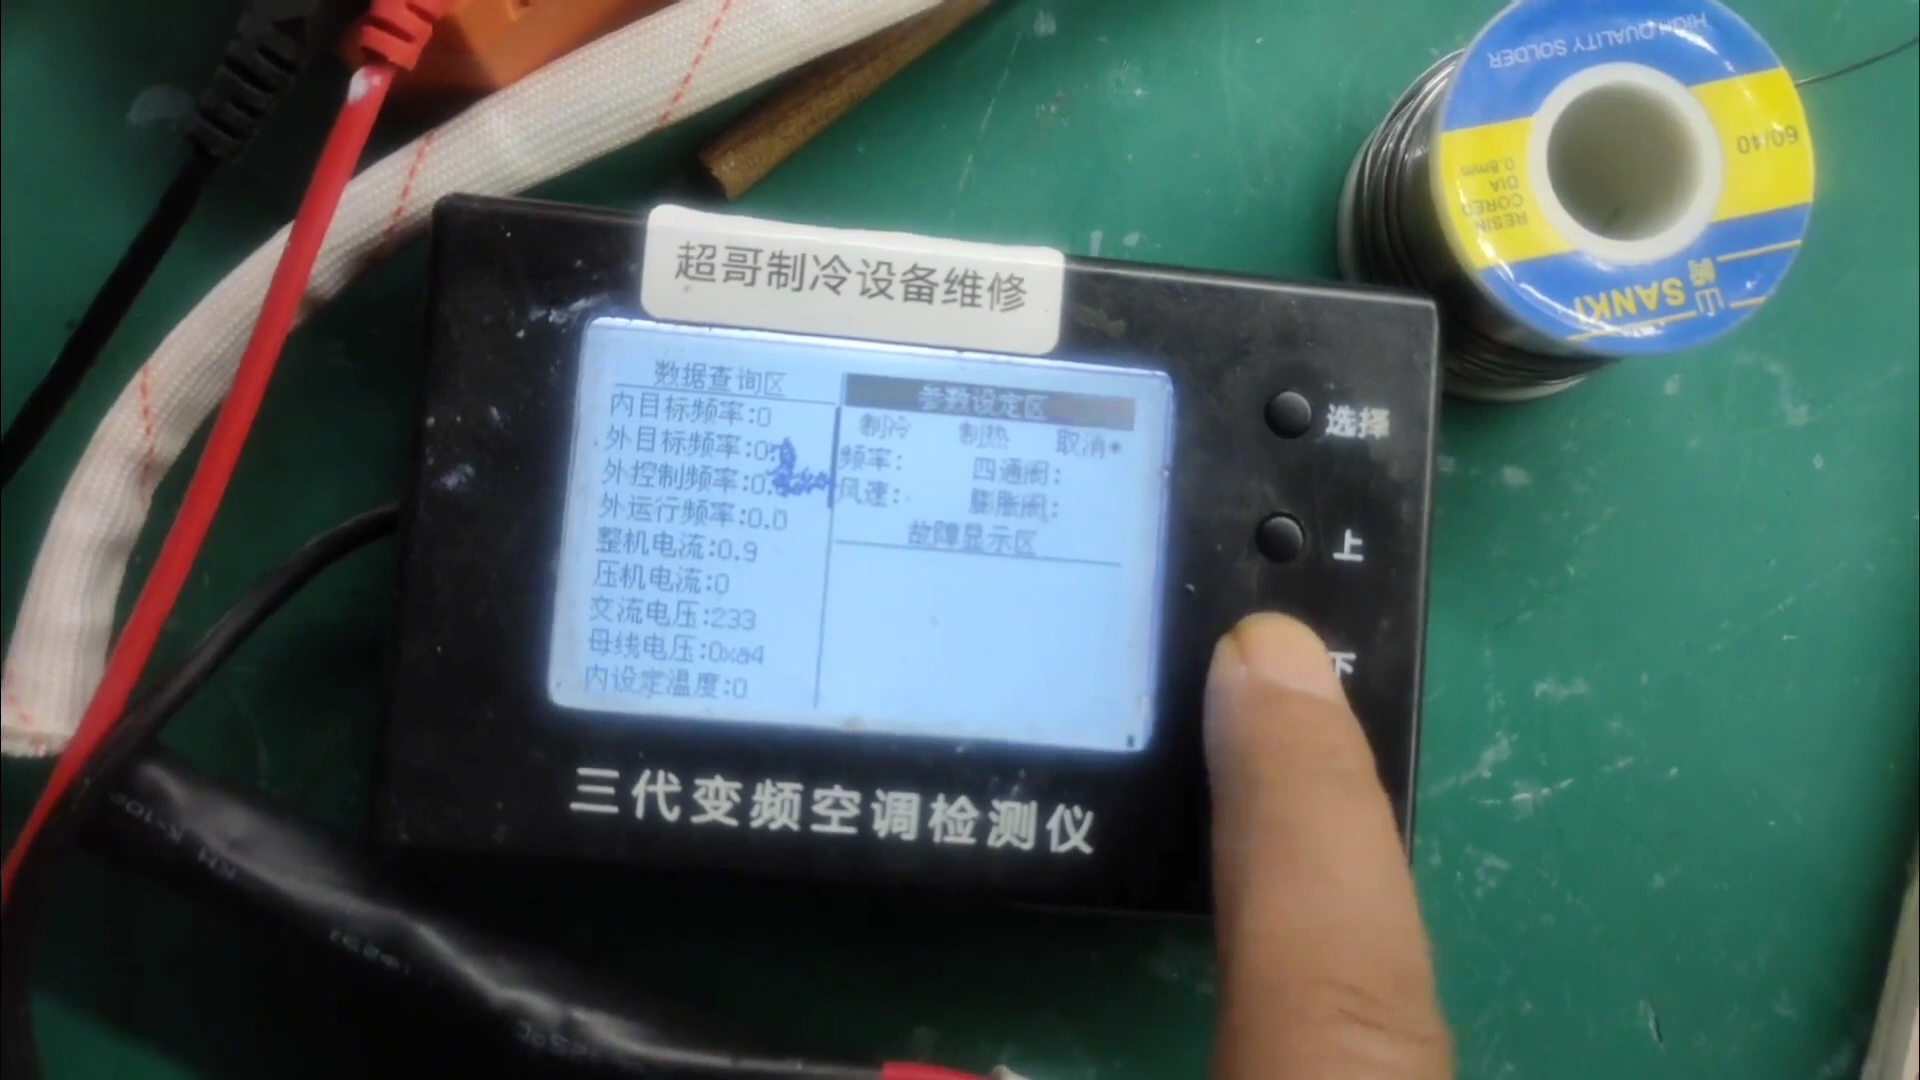 超哥制冷设备维修
数据查询区
内目标频率:0
外目标频率:0
外控制频率:0.
外运行频率:0.0
整机电流:0.9
压机电流:0
交流电压:233
母线电压:0xa4
内设定温度:0
参数设定区
制冷 制热 取消*
频率: 四通阀:
风速: 膨胀阀:
故障显示区
选择
上
下
三代变频空调检测仪
HIGH QUALITY SOLDER
60/40
RESIN
CORED
DIA
0.8mm
SANKI